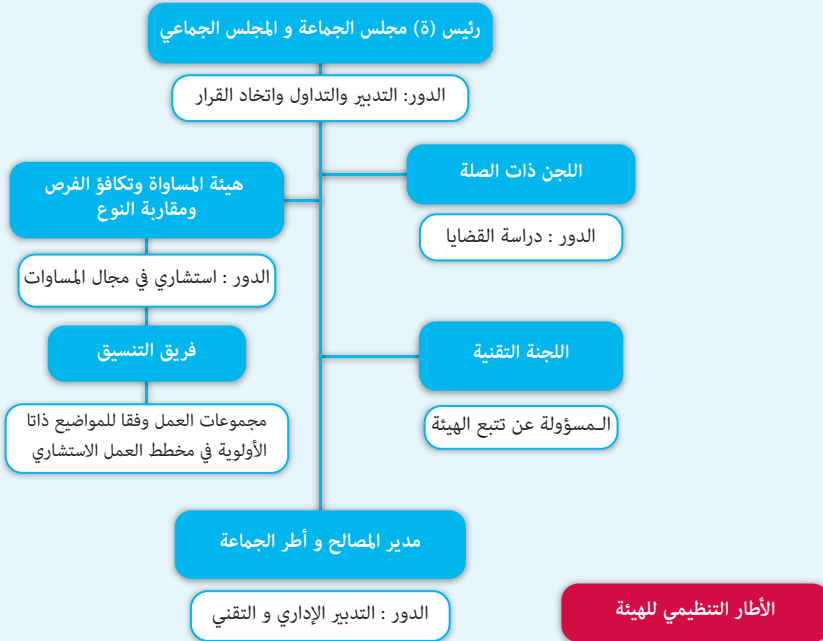 رئيس (ة) مجلس الجماعة و المجلس الجماعي
الدور: التدبير والتداول واتخاد القرار
اللجن ذات الصلة
الدور : دراسة القضايا
هيئة المساواة وتكافؤ الفرص
ومقاربة النوع
الدور : استشاري في مجال المساوات
فريق التنسيق
مجموعات العمل وفقا للمواضيع ذاتا
الأولوية في مخطط العمل الاستشاري
اللجنة التقنية
الـمسؤولة عن تتبع الهيئة
مدير المصالح و أطر الجماعة
الدور : التدبير الإداري و التقني
الأطار التنظيمي للهيئة